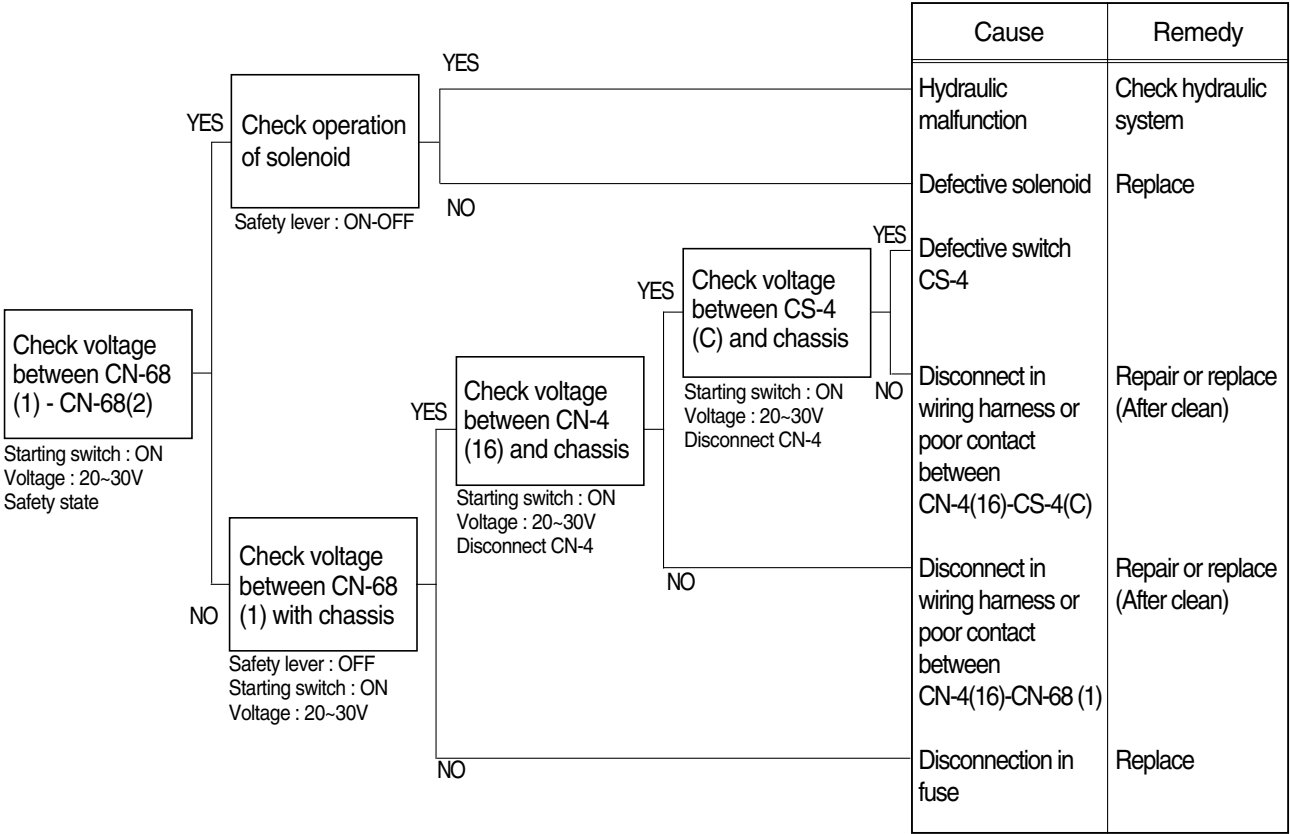 Cause
Remedy
YES
Hydraulic
malfunction
Check hydraulic
system
YES
Check operation
of solenoid
Safety lever : ON-OFF
NO
Defective solenoid
Replace
YES
Defective switch
CS-4
YES
Check voltage
between CS-4
(C) and chassis
Starting switch : ON
Voltage : 20~30V
Disconnect CN-4
NO
Disconnect in
wiring harness or
poor contact
between
CN-4(16)-CS-4(C)
Repair or replace
(After clean)
Check voltage
between CN-68
(1) - CN-68(2)
Starting switch : ON
Voltage : 20~30V
Safety state
YES
Check voltage
between CN-4
(16) and chassis
Starting switch : ON
Voltage : 20~30V
Disconnect CN-4
NO
Check voltage
between CN-68
(1) with chassis
Safety lever : OFF
Starting switch : ON
Voltage : 20~30V
NO
Disconnect in
wiring harness or
poor contact
between
CN-4(16)-CN-68 (1)
Repair or replace
(After clean)
NO
Disconnection in
fuse
Replace